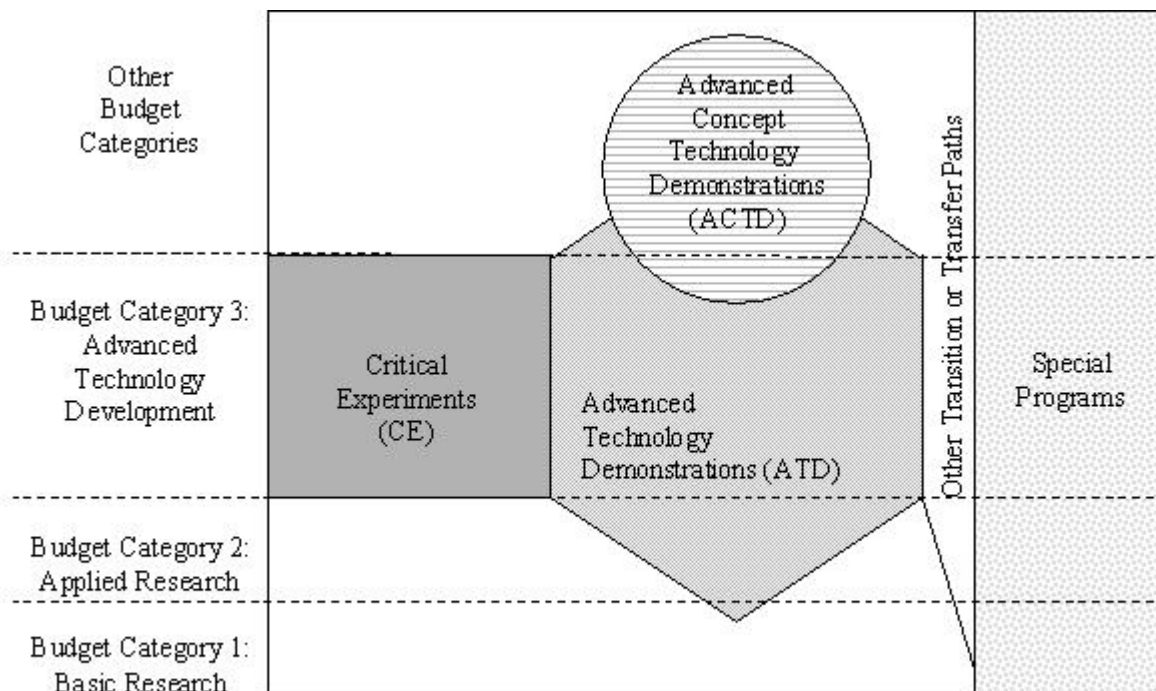 Other
Budget
Categories
Advanced
Concept
Technology
Demonstrations
(ACTD)
Other Transition or Transfer Paths
Budget Category 3:
Advanced
Technology
Development
Critical
Experiments
(CE)
Advanced
Technology
Demonstrations (ATD)
Special
Programs
Budget Category 2:
Applied Research
Budget Category 1:
Basic Research